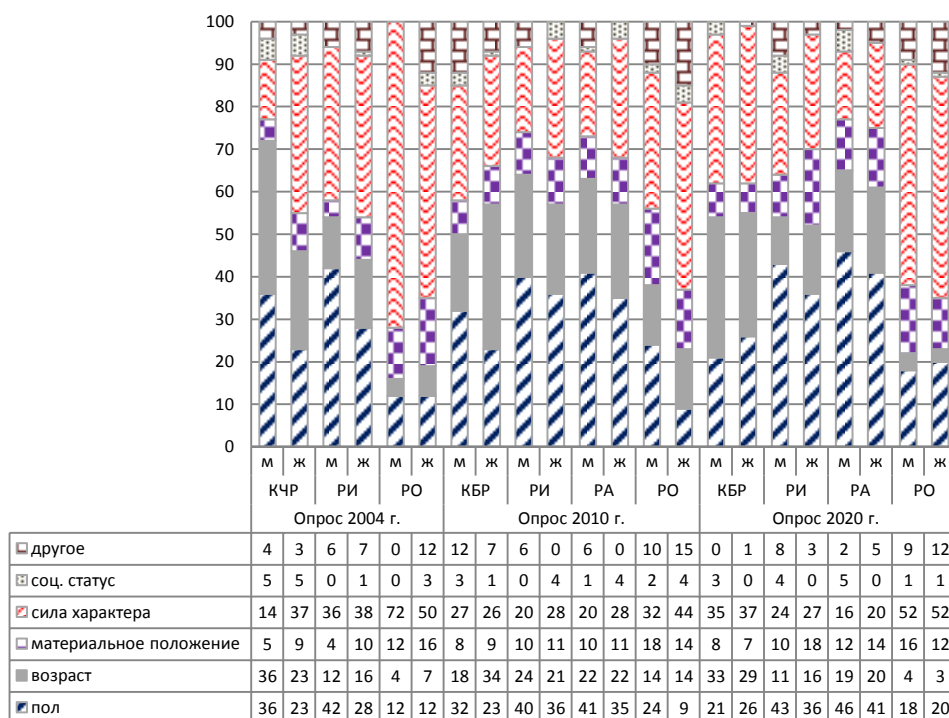 100
90
80
70
60
50
40
30
20
10
0
м ж м ж м ж м ж м ж м ж м ж м ж м ж м ж м ж
КЧР РИ РО КБР РИ РА РО КБР РИ РА РО
Опрос 2004 г. Опрос 2010 г. Опрос 2020 г.
другое 4 3 6 7 0 12 12 7 6 0 6 0 10 15 0 1 8 3 2 5 9 12
соц. статус 5 5 0 1 0 3 3 1 0 4 1 4 2 4 3 0 4 0 5 0 1 1
сила характера 14 37 36 38 72 50 27 26 20 28 20 28 32 44 35 37 24 27 16 20 52 52
материальное положение 5 9 4 10 12 16 8 9 10 11 10 11 18 14 8 7 10 18 12 14 16 12
возраст 36 23 12 16 4 7 18 34 24 21 22 22 14 14 33 29 11 16 19 20 4 3
пол 36 23 42 28 12 12 32 23 40 36 41 35 24 9 21 26 43 36 46 41 18 20